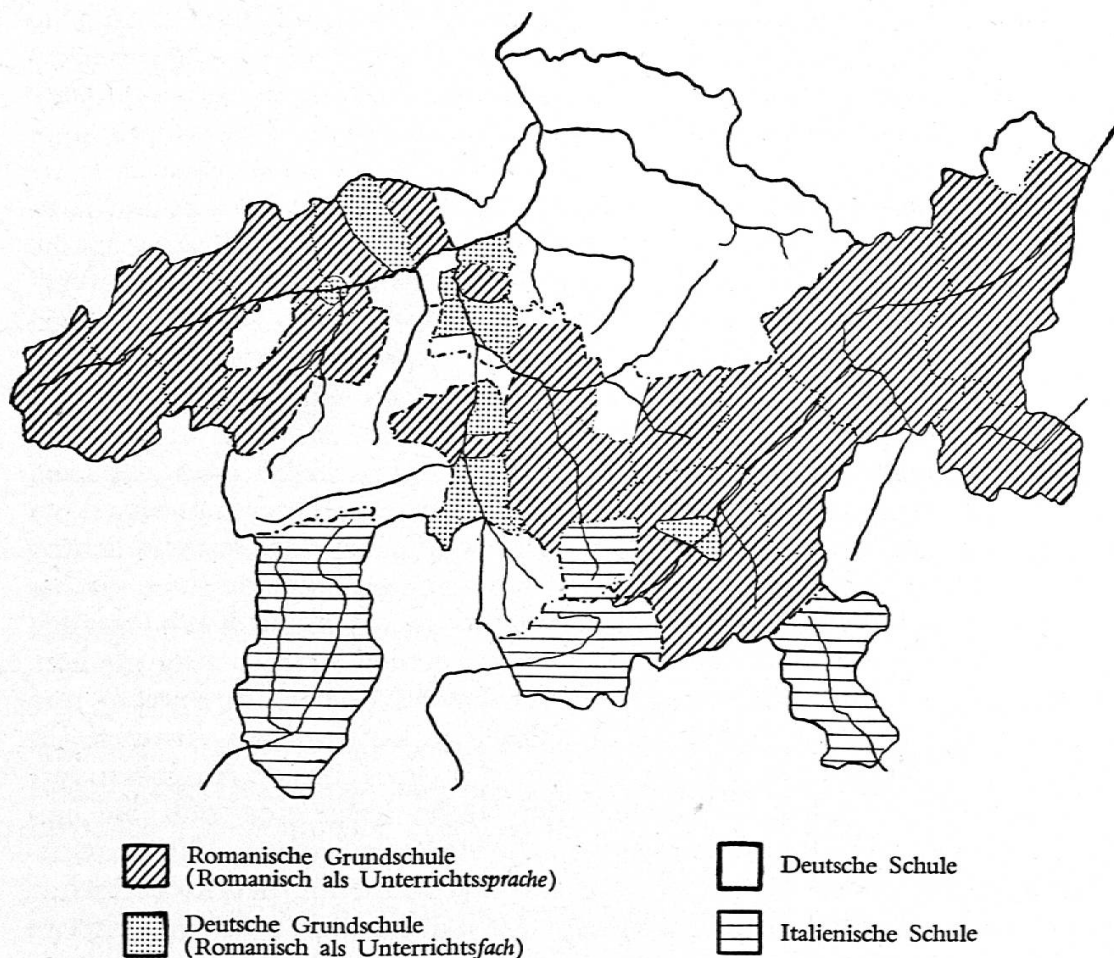 Romanische Grundschule
(Romanisch als Unterrichtssprache)
Deutsche Grundschule
(Romanisch als Unterrichtsfach)
Deutsche Schule
Italienische Schule